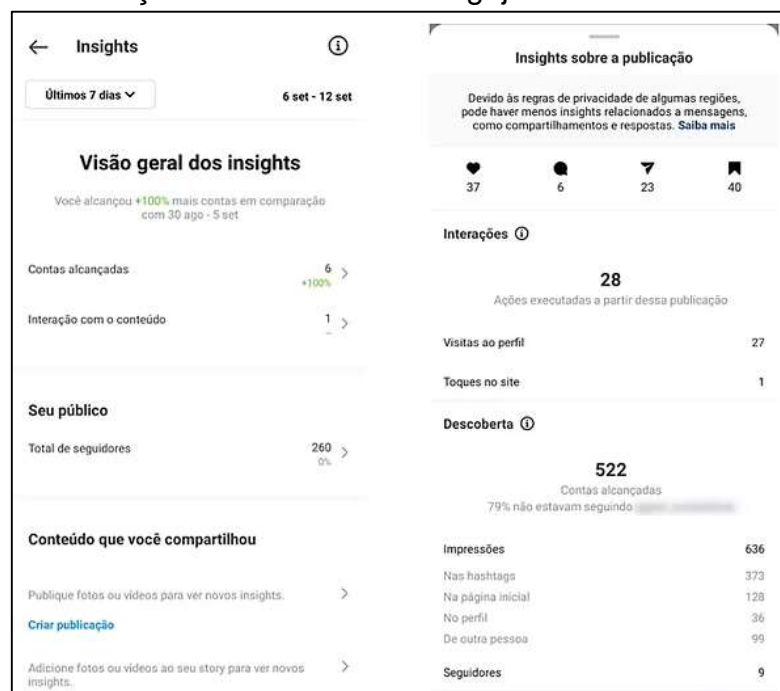 Insights
Últimos 7 dias
6 set - 12 set
Visão geral dos insights
Você alcançou +100% mais contas em comparação
com 30 ago - 5 set
Contas alcançadas
6
+100%
Interação com o conteúdo
1
--
Seu público
Total de seguidores
260
0%
Conteúdo que você compartilhou
Publique fotos ou vídeos para ver novos insights.
Criar publicação
Adicione fotos ou vídeos ao seu story para ver novos
insights.
Insights sobre a publicação
Devido às regras de privacidade de algumas regiões,
pode haver menos insights relacionados a mensagens,
como compartilhamentos e respostas. Saiba mais
37 6 23 40
Interações
28
Ações executadas a partir dessa publicação
Visitas ao perfil 27
Toques no site 1
Descoberta
522
Contas alcançadas
79% não estavam seguindo
Impressões 636
Nas hashtags 373
Na página inicial 128
No perfil 36
De outra pessoa 99
Seguidores 9